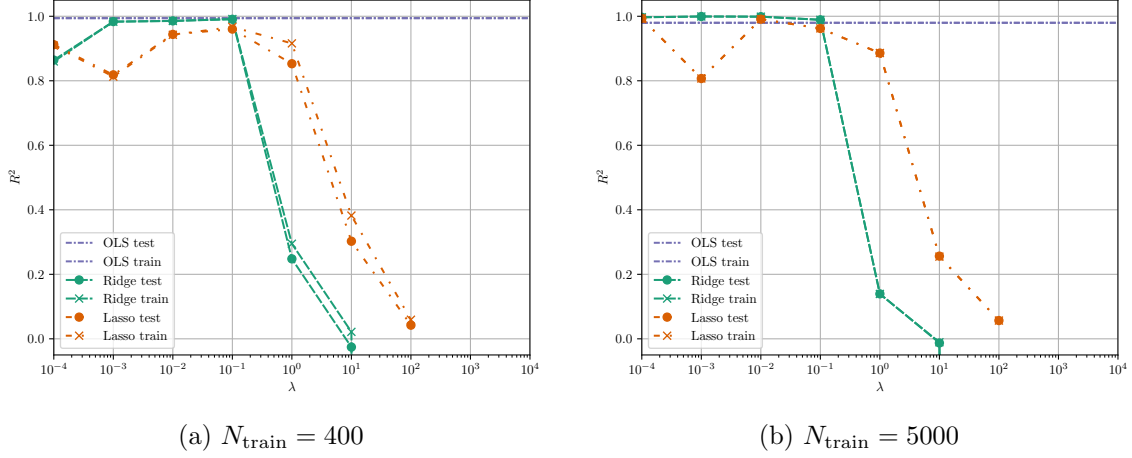 1.0
0.8
0.6
R²
0.4
0.2
0.0
OLS test
OLS train
Ridge test
Ridge train
Lasso test
Lasso train
10⁻⁴ 10⁻³ 10⁻² 10⁻¹ 10⁰ 10¹ 10² 10³ 10⁴
λ
(a) N_train = 400
1.0
0.8
0.6
R²
0.4
0.2
0.0
OLS test
OLS train
Ridge test
Ridge train
Lasso test
Lasso train
10⁻⁴ 10⁻³ 10⁻² 10⁻¹ 10⁰ 10¹ 10² 10³ 10⁴
λ
(b) N_train = 5000